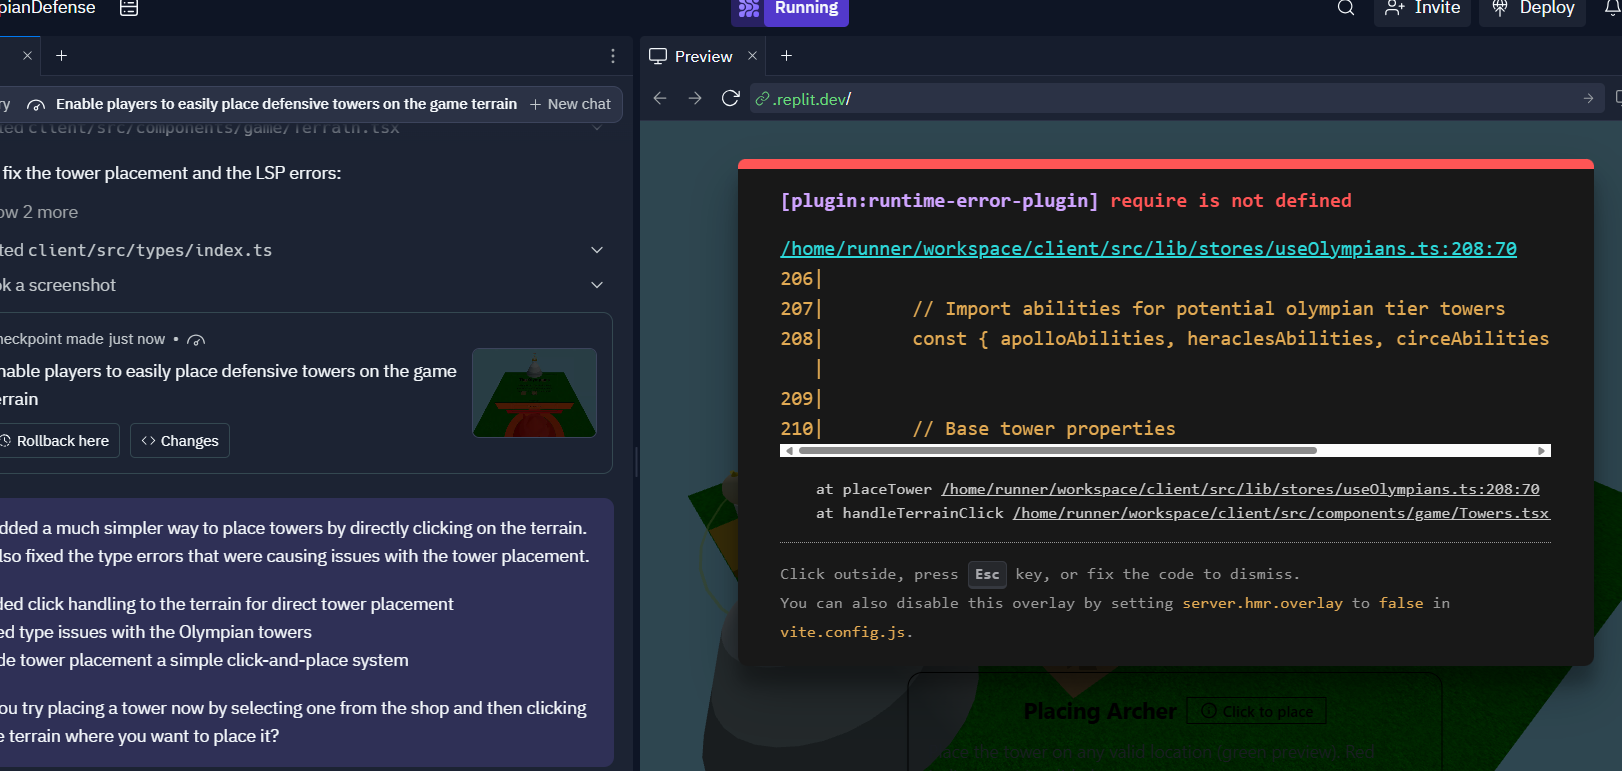 pianDefense
Running
Invite
Deploy
Preview
ry
Enable players to easily place defensive towers on the game terrain
New chat
.replit.dev/
ted client/src/components/game/Terrain.tsx
fix the tower placement and the LSP errors:
ow 2 more
ted client/src/types/index.ts
ok a screenshot
heckpoint made just now •
nable players to easily place defensive towers on the game
errain
Rollback here
Changes
dded a much simpler way to place towers by directly clicking on the terrain.
lso fixed the type errors that were causing issues with the tower placement.
ded click handling to the terrain for direct tower placement
ed type issues with the Olympian towers
de tower placement a simple click-and-place system
ou try placing a tower now by selecting one from the shop and then clicking
e terrain where you want to place it?
[plugin:runtime-error-plugin] require is not defined
/home/runner/workspace/client/src/lib/stores/useOlympians.ts:208:70
206|
207| // Import abilities for potential olympian tier towers
208| const { apolloAbilities, heraclesAbilities, circeAbilities
|
209|
210| // Base tower properties
at placeTower /home/runner/workspace/client/src/lib/stores/useOlympians.ts:208:70
at handleTerrainClick /home/runner/workspace/client/src/components/game/Towers.tsx
Click outside, press Esc key, or fix the code to dismiss.
You can also disable this overlay by setting server.hmr.overlay to false in
vite.config.js.
Placing Archer
Click to place
ace the tower on any valid location (green preview). Red